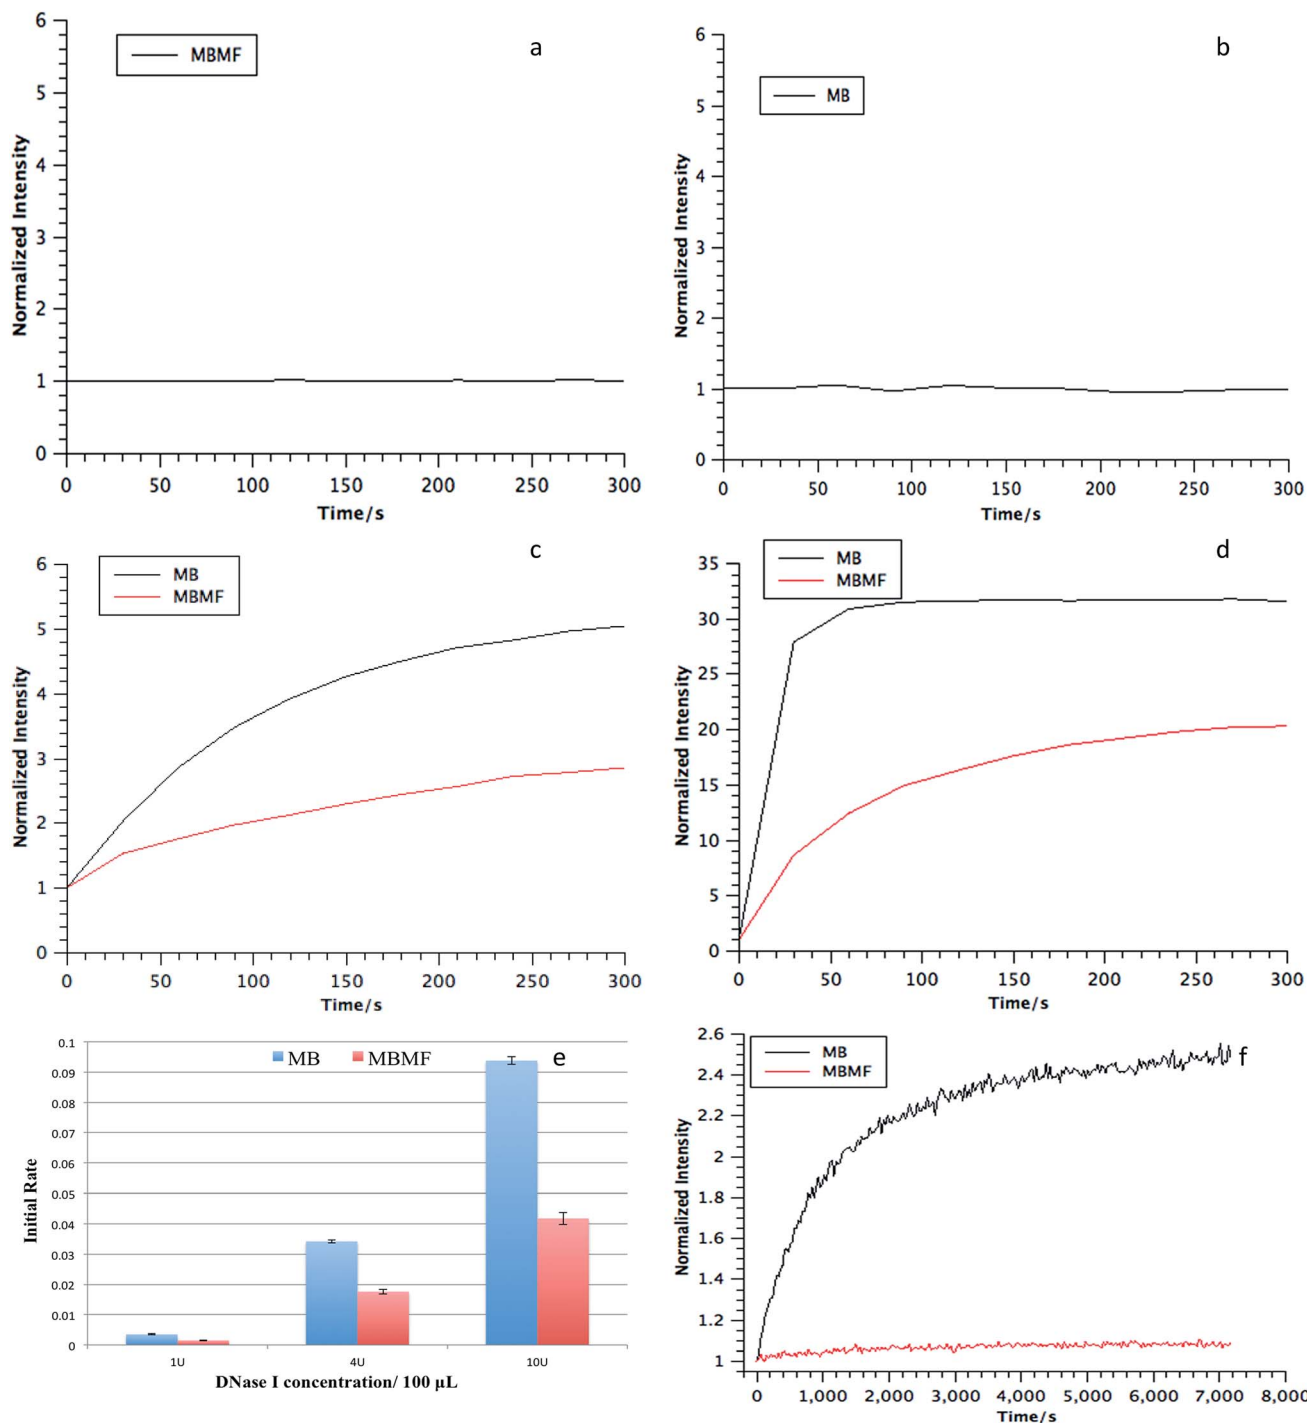 a
MBMF
Normalized Intensity
6
5
4
3
2
1
0
0 50 100 150 200 250 300
Time/s
b
MB
Normalized Intensity
6
5
4
3
2
1
0
0 50 100 150 200 250 300
Time/s
c
MB
MBMF
Normalized Intensity
6
5
4
3
2
1
0
0 50 100 150 200 250 300
Time/s
d
MB
MBMF
Normalized Intensity
35
30
25
20
15
10
5
0
0 50 100 150 200 250 300
Time/s
e
MB MBMF
Initial Rate
0.1
0.09
0.08
0.07
0.06
0.05
0.04
0.03
0.02
0.01
0
1U 4U 10U
DNase I concentration/ 100 µL
f
MB
MBMF
Normalized Intensity
2.6
2.4
2.2
2
1.8
1.6
1.4
1.2
1
0 1,000 2,000 3,000 4,000 5,000 6,000 7,000 8,000
Time/s